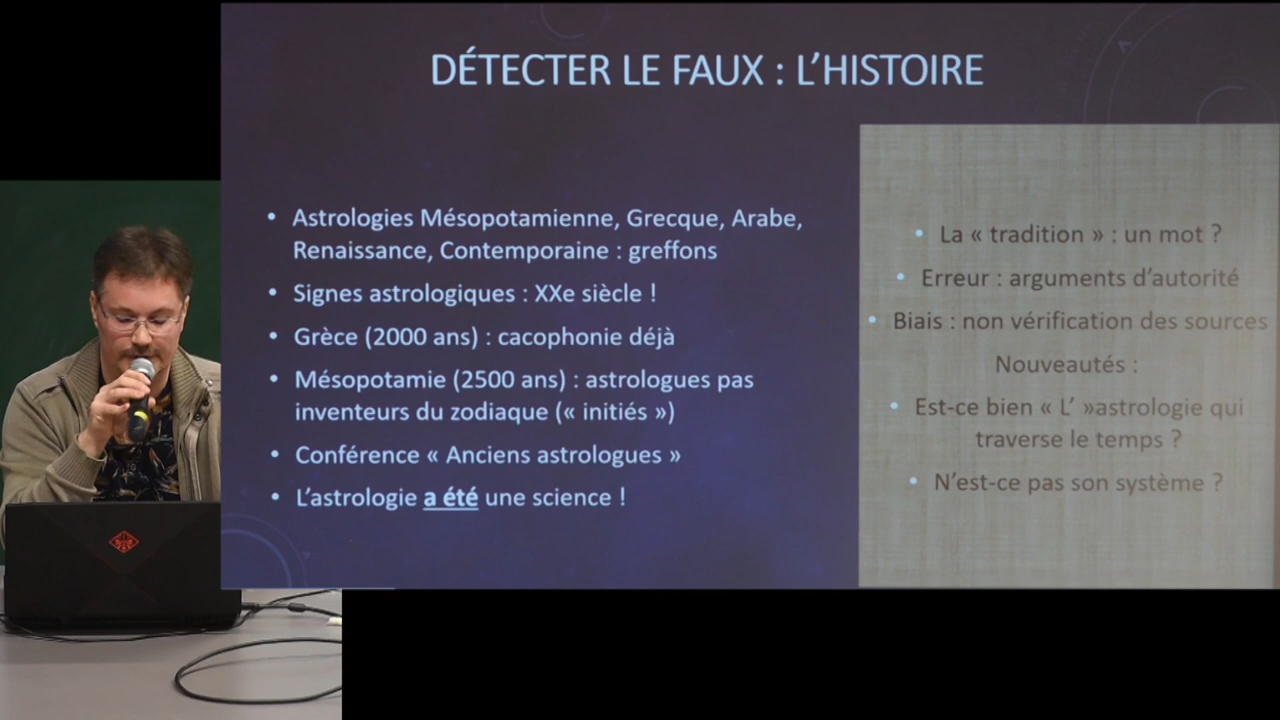 DÉTECTER LE FAUX : L'HISTOIRE
• Astrologies Mésopotamienne, Grecque, Arabe,
Renaissance, Contemporaine : greffons
• Signes astrologiques : XXe siècle !
• Grèce (2000 ans) : cacophonie déjà
• Mésopotamie (2500 ans) : astrologues pas
inventeurs du zodiaque (« initiés »)
• Conférence « Anciens astrologues »
• L'astrologie a été une science !
• La « tradition » : un mot ?
• Erreur : arguments d'autorité
• Biais : non vérification des sources
Nouveautés :
• Est-ce bien « L' »astrologie qui
traverse le temps ?
• N'est-ce pas son système ?